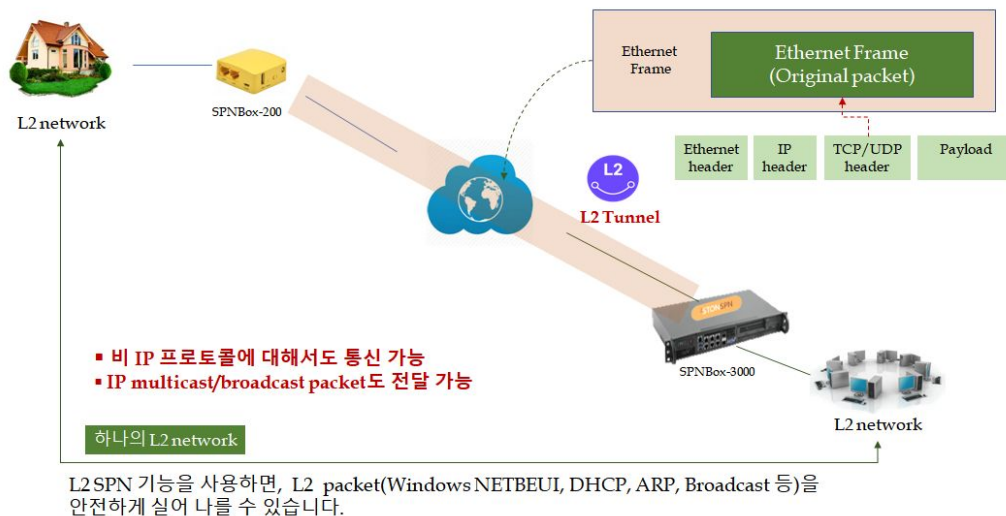 Ethernet
Frame
Ethernet Frame
(Original packet)
L2 network
SPNBox-200
Ethernet
header
IP
header
TCP/UDP
header
Payload
L2
L2 Tunnel
STONSPN
SPNBox-3000
▪ 비 IP 프로토콜에 대해서도 통신 가능
▪ IP multicast/broadcast packet도 전달 가능
L2 network
하나의 L2 network
L2 SPN 기능을 사용하면, L2 packet(Windows NETBEUI, DHCP, ARP, Broadcast 등)을
안전하게 실어 나를 수 있습니다.